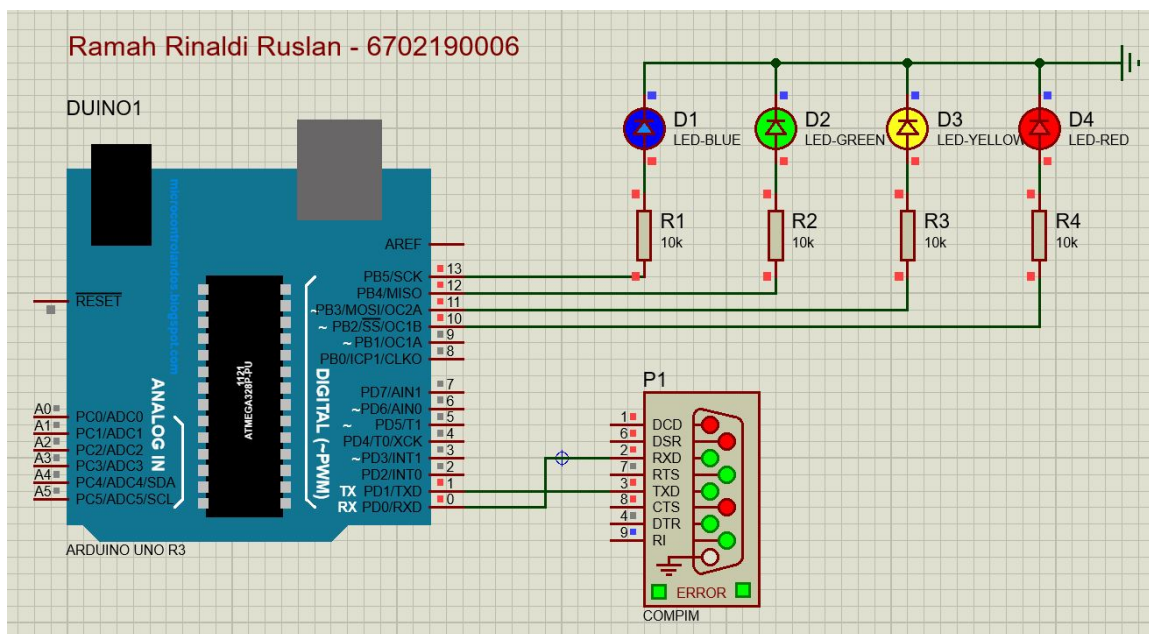 Ramah Rinaldi Ruslan - 6702190006
DUINO1
microcontrolandos.blogspot.com
RESET
AREF
PB5/SCK 13
PB4/MISO 12
~PB3/MOSI/OC2A 11
~ PB2/SS/OC1B 10
~ PB1/OC1A 9
PB0/ICP1/CLKO 8
PD7/AIN1 7
~PD6/AIN0 6
~ PD5/T1 5
PD4/T0/XCK 4
~PD3/INT1 3
PD2/INT0 2
TX PD1/TXD 1
RX PD0/RXD 0
DIGITAL (~PWM)
1121
ATMEGA328P-PU
ANALOG IN
A0 PC0/ADC0
A1 PC1/ADC1
A2 PC2/ADC2
A3 PC3/ADC3
A4 PC4/ADC4/SDA
A5 PC5/ADC5/SCL
ARDUINO UNO R3
D1
LED-BLUE
D2
LED-GREEN
D3
LED-YELLOW
D4
LED-RED
R1
10k
R2
10k
R3
10k
R4
10k
P1
1 DCD
6 DSR
2 RXD
7 RTS
3 TXD
8 CTS
4 DTR
9 RI
ERROR
COMPIM